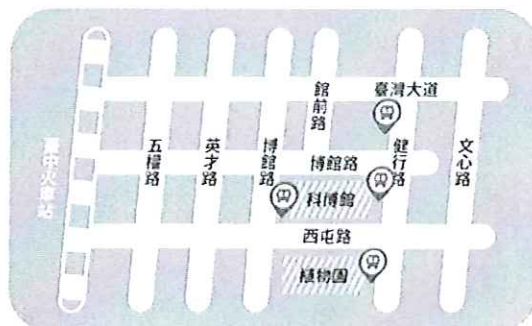 臺灣大道
館前路
五權路
英才路
博館路
博館路
健行路
文心路
臺中火車站
科博館
西屯路
植物園